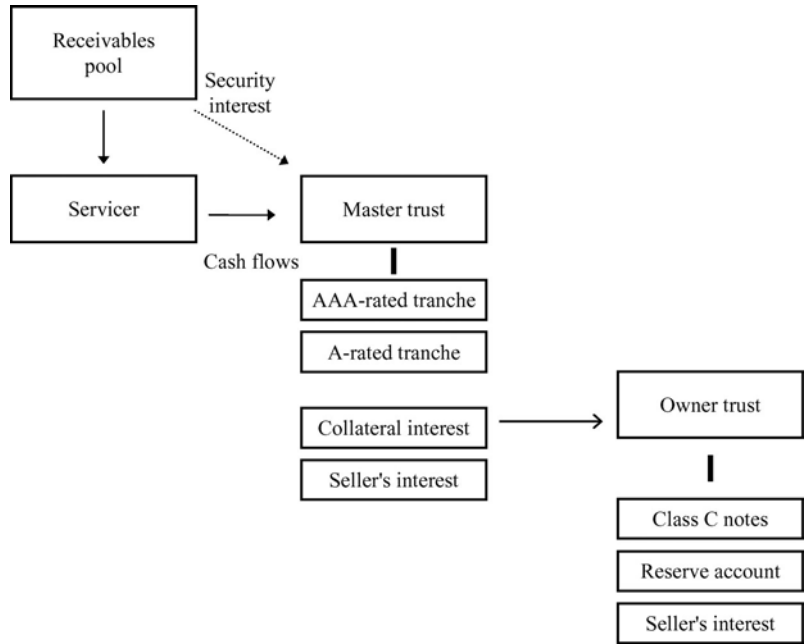 Receivables
pool
Security
interest
Servicer
Master trust
Cash flows
AAA-rated tranche
A-rated tranche
Owner trust
Collateral interest
Seller's interest
Class C notes
Reserve account
Seller's interest